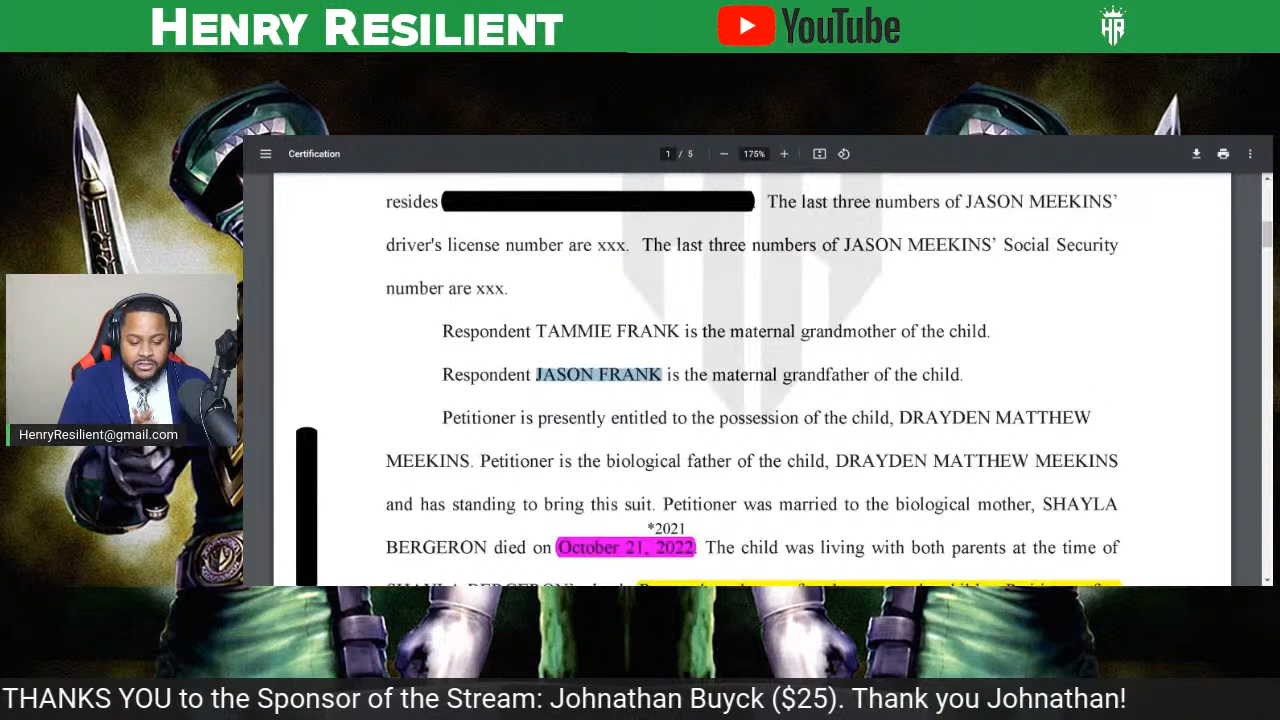 HENRY RESILIENT
YouTube
HR
Certification
1 / 5
175%
resides
The last three numbers of JASON MEEKINS'
driver's license number are xxx. The last three numbers of JASON MEEKINS' Social Security
number are xxx.
Respondent TAMMIE FRANK is the maternal grandmother of the child.
Respondent JASON FRANK is the maternal grandfather of the child.
Petitioner is presently entitled to the possession of the child, DRAYDEN MATTHEW
MEEKINS. Petitioner is the biological father of the child, DRAYDEN MATTHEW MEEKINS
and has standing to bring this suit. Petitioner was married to the biological mother, SHAYLA
*2021
BERGERON died on October 21, 2022. The child was living with both parents at the time of
HenryResilient@gmail.com
THANKS YOU to the Sponsor of the Stream: Johnathan Buyck ($25). Thank you Johnathan!